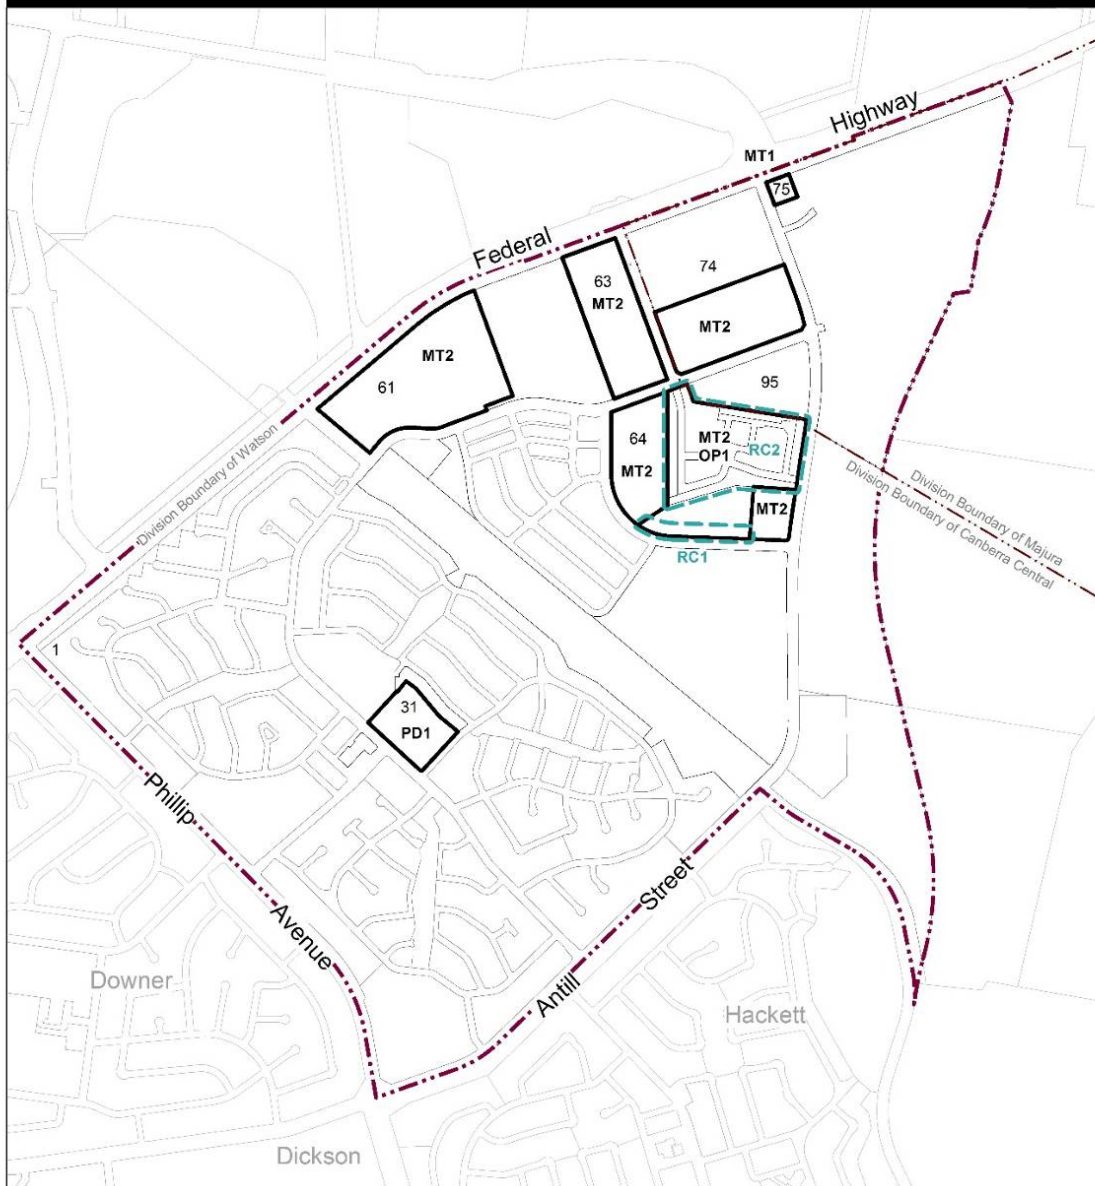 Highway
MT1
75
Federal
74
63
MT2
MT2
MT2
61
95
64
MT2
MT2
OP1
RC2
MT2
RC1
Division Boundary of Watson
Division Boundary of Majura
Division Boundary of Canberra Central
1
31
PD1
Phillip
Avenue
Street
Antill
Downer
Hackett
Dickson